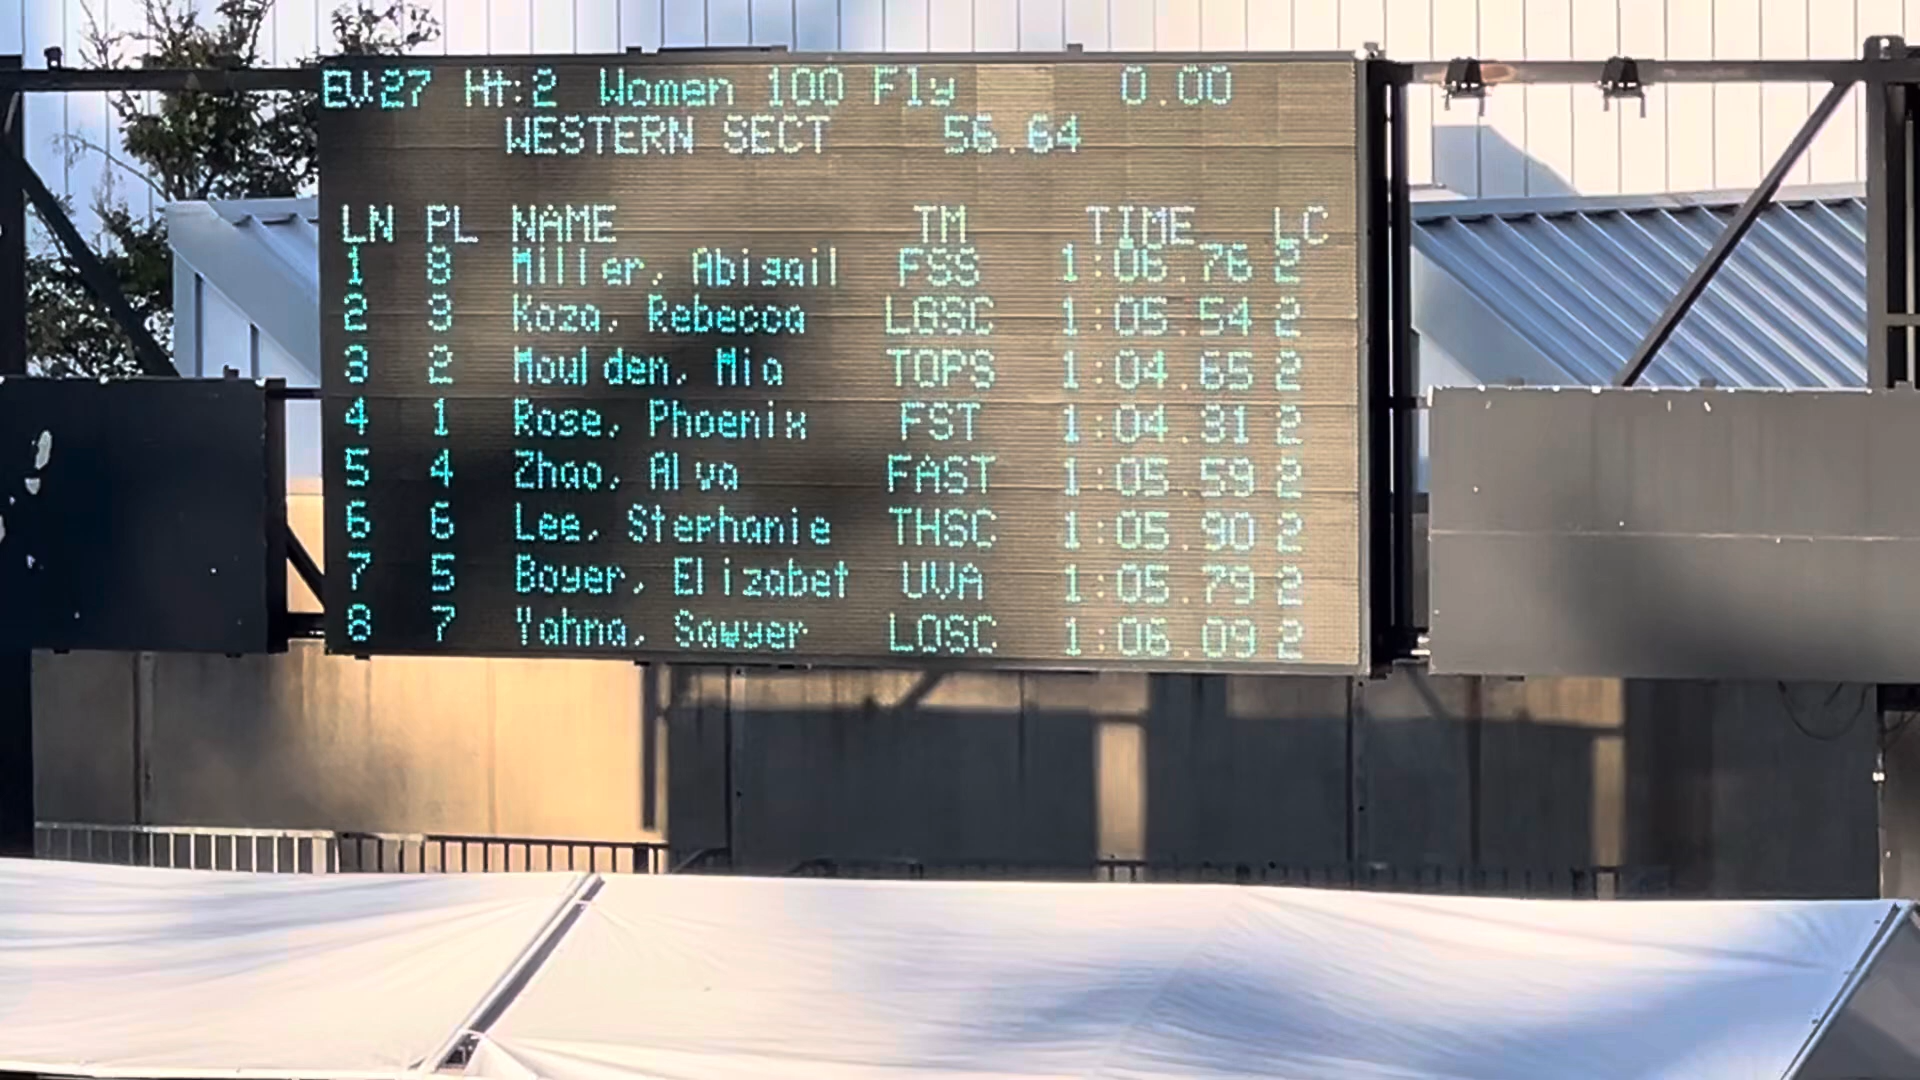 EV:27 Ht:2 Women 100 Fly 0.00
WESTERN SECT 56.64
LN PL NAME TM TIME LC
1 8 Miller, Abigail FSS 1:06.76 2
2 3 Koza, Rebecca LGSC 1:05.54 2
3 2 Moulden, Mia TOPS 1:04.65 2
4 1 Rose, Phoenix FST 1:04.31 2
5 4 Zhao, Alva FAST 1:05.59 2
6 6 Lee, Stephanie THSC 1:05.90 2
7 5 Boyer, Elizabet UVA 1:05.79 2
8 7 Yahna, Sawyer LOSC 1:06.09 2